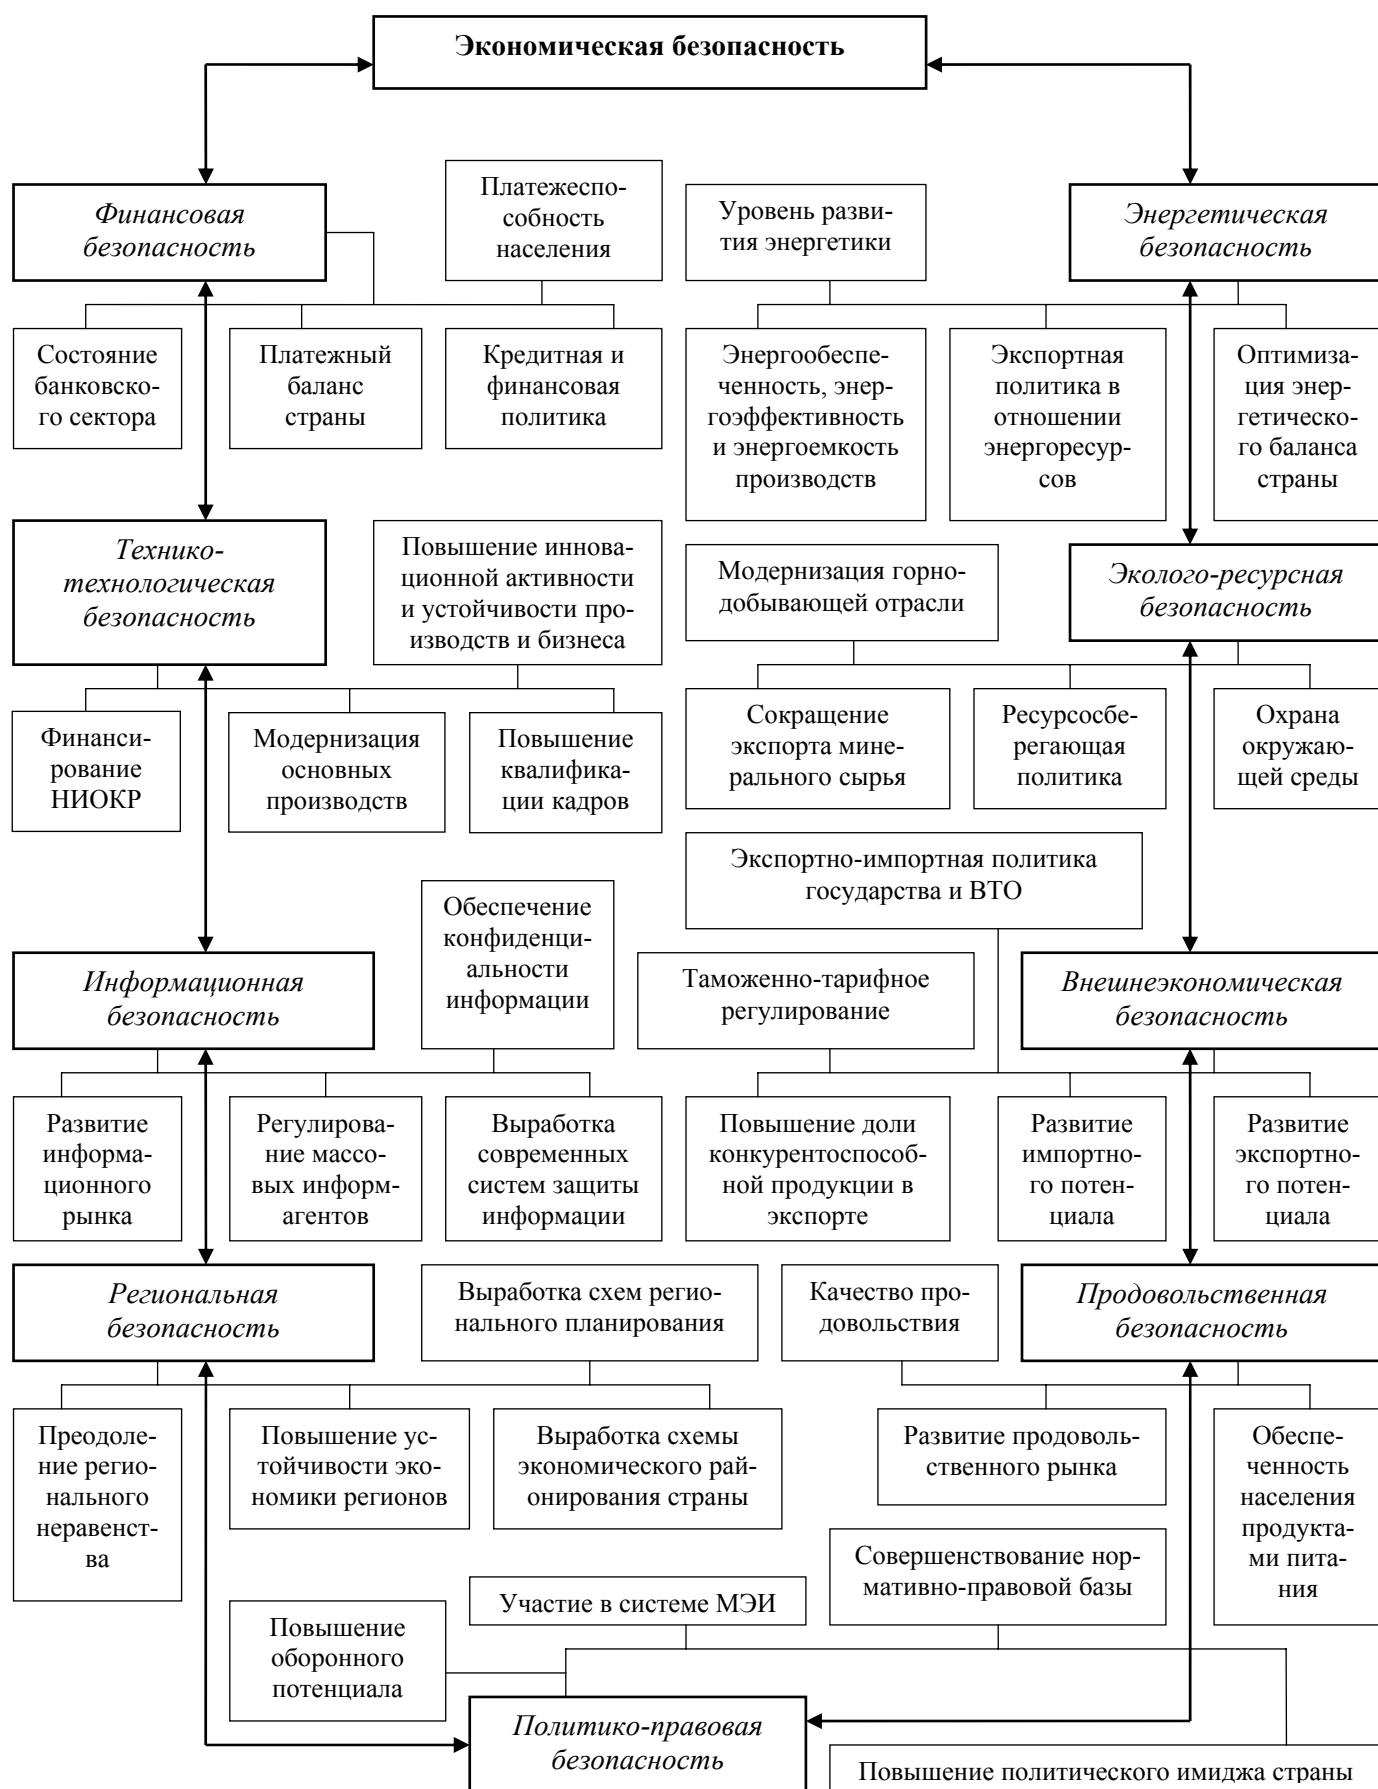 Экономическая безопасность
Финансовая
безопасность
Платежеспо-
собность
населения
Уровень разви-
тия энергетики
Энергетическая
безопасность
Состояние
банковско-
го сектора
Платежный
баланс
страны
Кредитная и
финансовая
политика
Энергообеспе-
ченность, энер-
гоэффективность
и энергоемкость
производств
Экспортная
политика в
отношении
энергоресур-
сов
Оптимиза-
ция энер-
гетическо-
го баланса
страны
Технико-
технологическая
безопасность
Повышение иннова-
ционной активности
и устойчивости про-
изводств и бизнеса
Модернизация горно-
добывающей отрасли
Эколого-ресурсная
безопасность
Финанси-
рование
НИОКР
Модернизация
основных
производств
Повышение
квалифика-
ции кадров
Сокращение
экспорта мине-
рального сырья
Ресурсосбе-
регающая
политика
Охрана
окружаю-
щей среды
Экспортно-импортная политика
государства и ВТО
Обеспечение
конфиденци-
альности
информации
Информационная
безопасность
Таможенно-тарифное
регулирование
Внешнеэкономическая
безопасность
Развитие
информа-
ционного
рынка
Регулирова-
ние массо-
вых информ-
агентов
Выработка
современных
систем защиты
информации
Повышение доли
конкурентоспособ-
ной продукции в
экспорте
Развитие
импортно-
го потен-
циала
Развитие
экспортно-
го потен-
циала
Региональная
безопасность
Выработка схем регио-
нального планирования
Качество про-
довольствия
Продовольственная
безопасность
Преодоле-
ние регио-
нального
неравенст-
ва
Повышение ус-
тойчивости эко-
номики регионов
Выработка схемы
экономического рай-
онирования страны
Развитие продоволь-
ственного рынка
Обеспе-
ченность
населения
продукта-
ми пита-
ния
Совершенствование нор-
мативно-правовой базы
Участие в системе МЭИ
Повышение
оборонного
потенциала
Политико-правовая
безопасность
Повышение политического имиджа страны